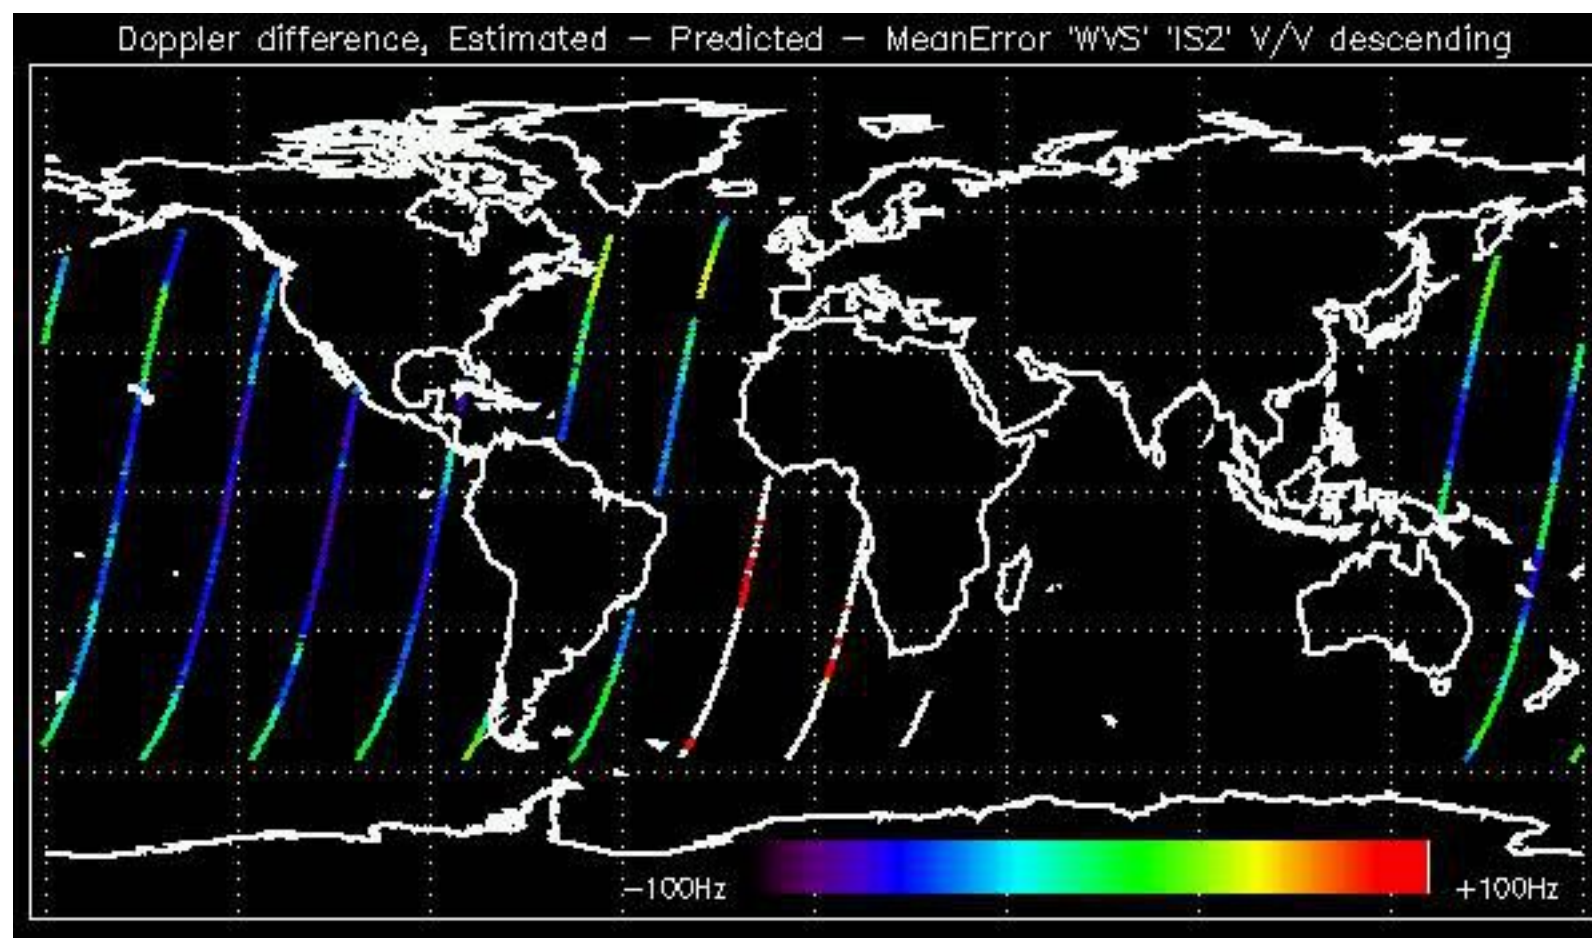 Doppler difference, Estimated - Predicted - MeanError 'WVS' 'IS2' V/V descending
-100Hz +100Hz